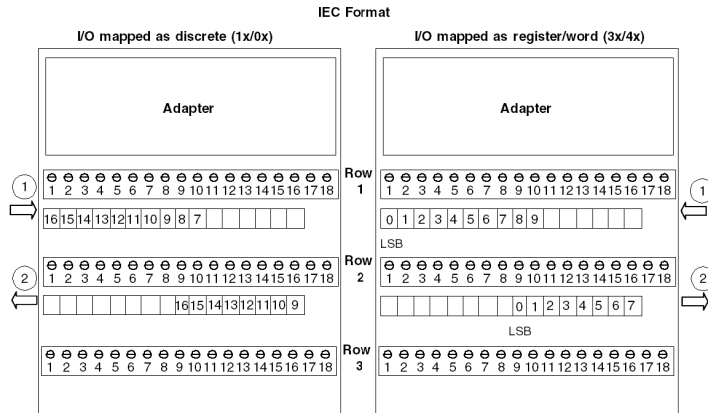 IEC Format
I/O mapped as discrete (1x/0x)
I/O mapped as register/word (3x/4x)
Adapter
Adapter
Row 1
1 2 3 4 5 6 7 8 9 10 11 12 13 14 15 16 17 18
1 2 3 4 5 6 7 8 9 10 11 12 13 14 15 16 17 18
1
1
16 15 14 13 12 11 10 9 8 7
0 1 2 3 4 5 6 7 8 9
LSB
Row 2
1 2 3 4 5 6 7 8 9 10 11 12 13 14 15 16 17 18
1 2 3 4 5 6 7 8 9 10 11 12 13 14 15 16 17 18
2
2
16 15 14 13 12 11 10 9
0 1 2 3 4 5 6 7
LSB
Row 3
1 2 3 4 5 6 7 8 9 10 11 12 13 14 15 16 17 18
1 2 3 4 5 6 7 8 9 10 11 12 13 14 15 16 17 18